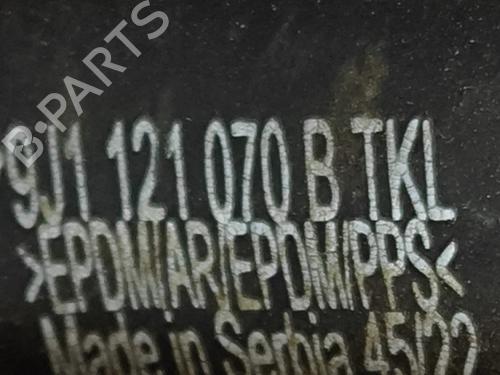 B-PARTS
9J1 121 070 B TKL
>EPDM/AR/EPDM/PPS<
Made in Serbia 45/22